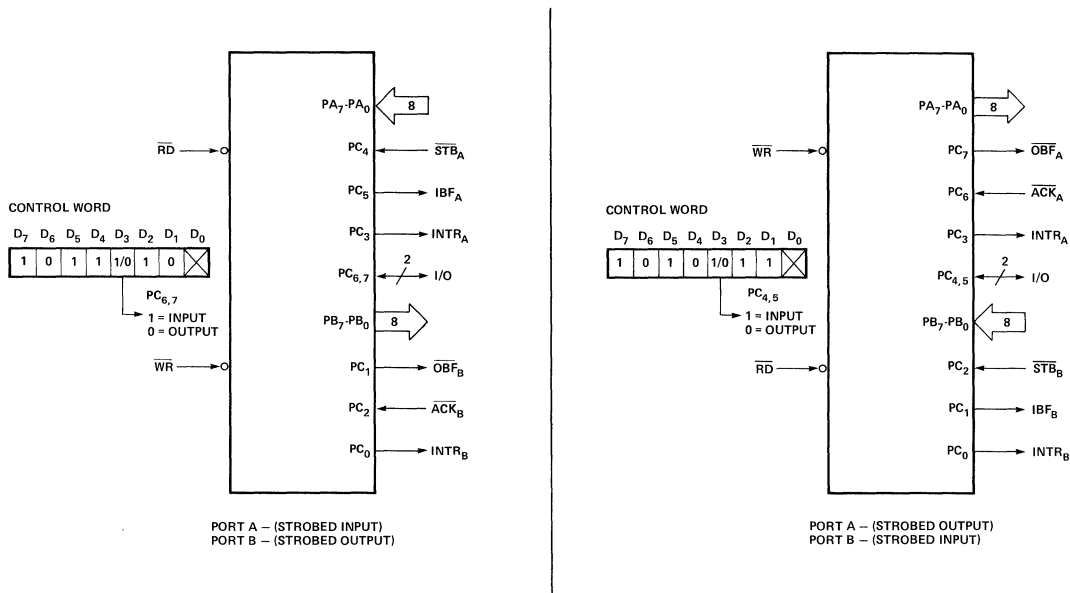 PA7-PA0 8
RD PC4 STBA
PC5 IBFA
CONTROL WORD
D7 D6 D5 D4 D3 D2 D1 D0
1 0 1 1 1/0 1 0
PC3 INTRA
2
PC6,7 I/O
PC6,7
1 = INPUT
0 = OUTPUT
PB7-PB0 8
WR PC1 OBFB
PC2 ACKB
PC0 INTRB
PORT A – (STROBED INPUT)
PORT B – (STROBED OUTPUT)
PA7-PA0 8
WR PC7 OBFA
PC6 ACKA
CONTROL WORD
D7 D6 D5 D4 D3 D2 D1 D0
1 0 1 0 1/0 1 1
PC3 INTRA
2
PC4,5 I/O
PC4,5
1 = INPUT
0 = OUTPUT
PB7-PB0 8
RD PC2 STBB
PC1 IBFB
PC0 INTRB
PORT A – (STROBED OUTPUT)
PORT B – (STROBED INPUT)